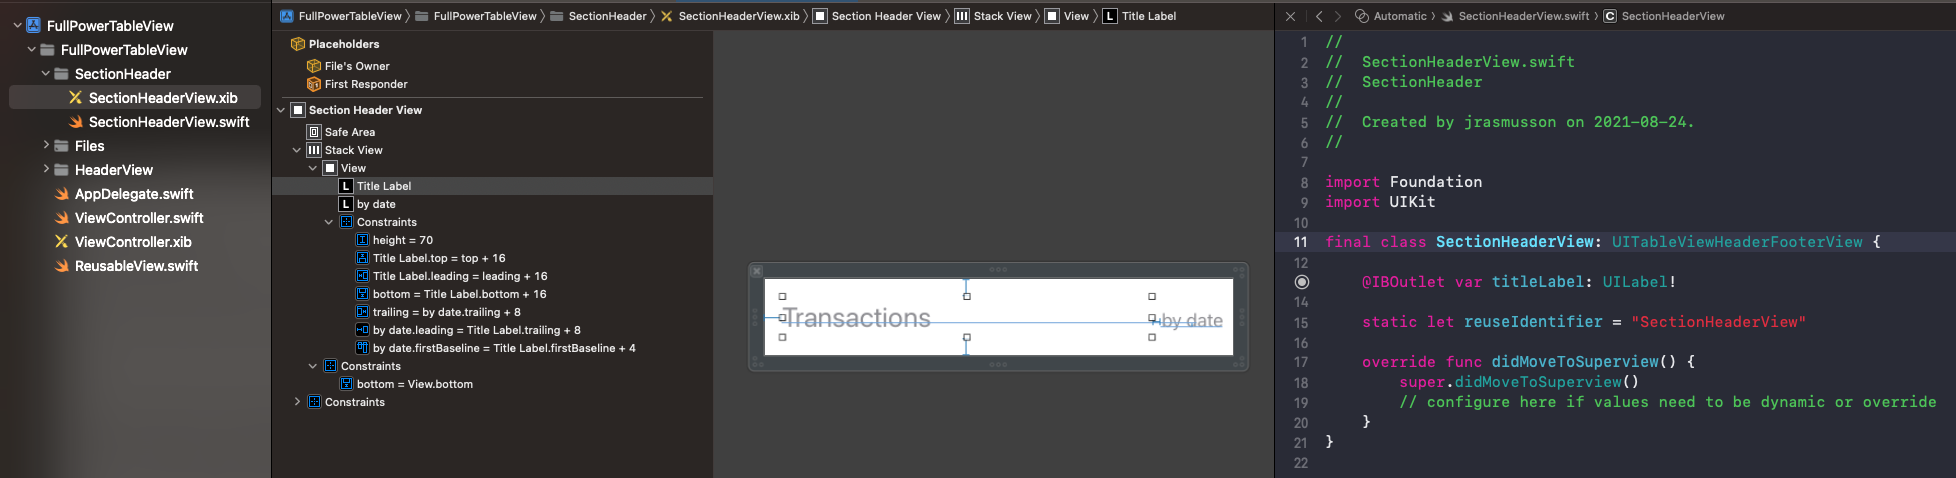 FullPowerTableView
FullPowerTableView
SectionHeader
SectionHeaderView.xib
SectionHeaderView.swift
Files
HeaderView
AppDelegate.swift
ViewController.swift
ViewController.xib
ReusableView.swift
FullPowerTableView FullPowerTableView SectionHeader SectionHeaderView.xib Section Header View Stack View View L Title Label
Placeholders
File's Owner
First Responder
Section Header View
Safe Area
Stack View
View
L Title Label
L by date
Constraints
height = 70
Title Label.top = top + 16
Title Label.leading = leading + 16
bottom = Title Label.bottom + 16
trailing = by date.trailing + 8
by date.leading = Title Label.trailing + 8
by date.firstBaseline = Title Label.firstBaseline + 4
Constraints
bottom = View.bottom
Constraints
Transactions
by date
Automatic SectionHeaderView.swift C SectionHeaderView
1 //
2 // SectionHeaderView.swift
3 // SectionHeader
4 //
5 // Created by jrasmusson on 2021-08-24.
6 //
7
8 import Foundation
9 import UIKit
10
11 final class SectionHeaderView: UITableViewHeaderFooterView {
12
@IBOutlet var titleLabel: UILabel!
14
15 static let reuseIdentifier = "SectionHeaderView"
16
17 override func didMoveToSuperview() {
18 super.didMoveToSuperview()
19 // configure here if values need to be dynamic or override
20 }
21 }
22